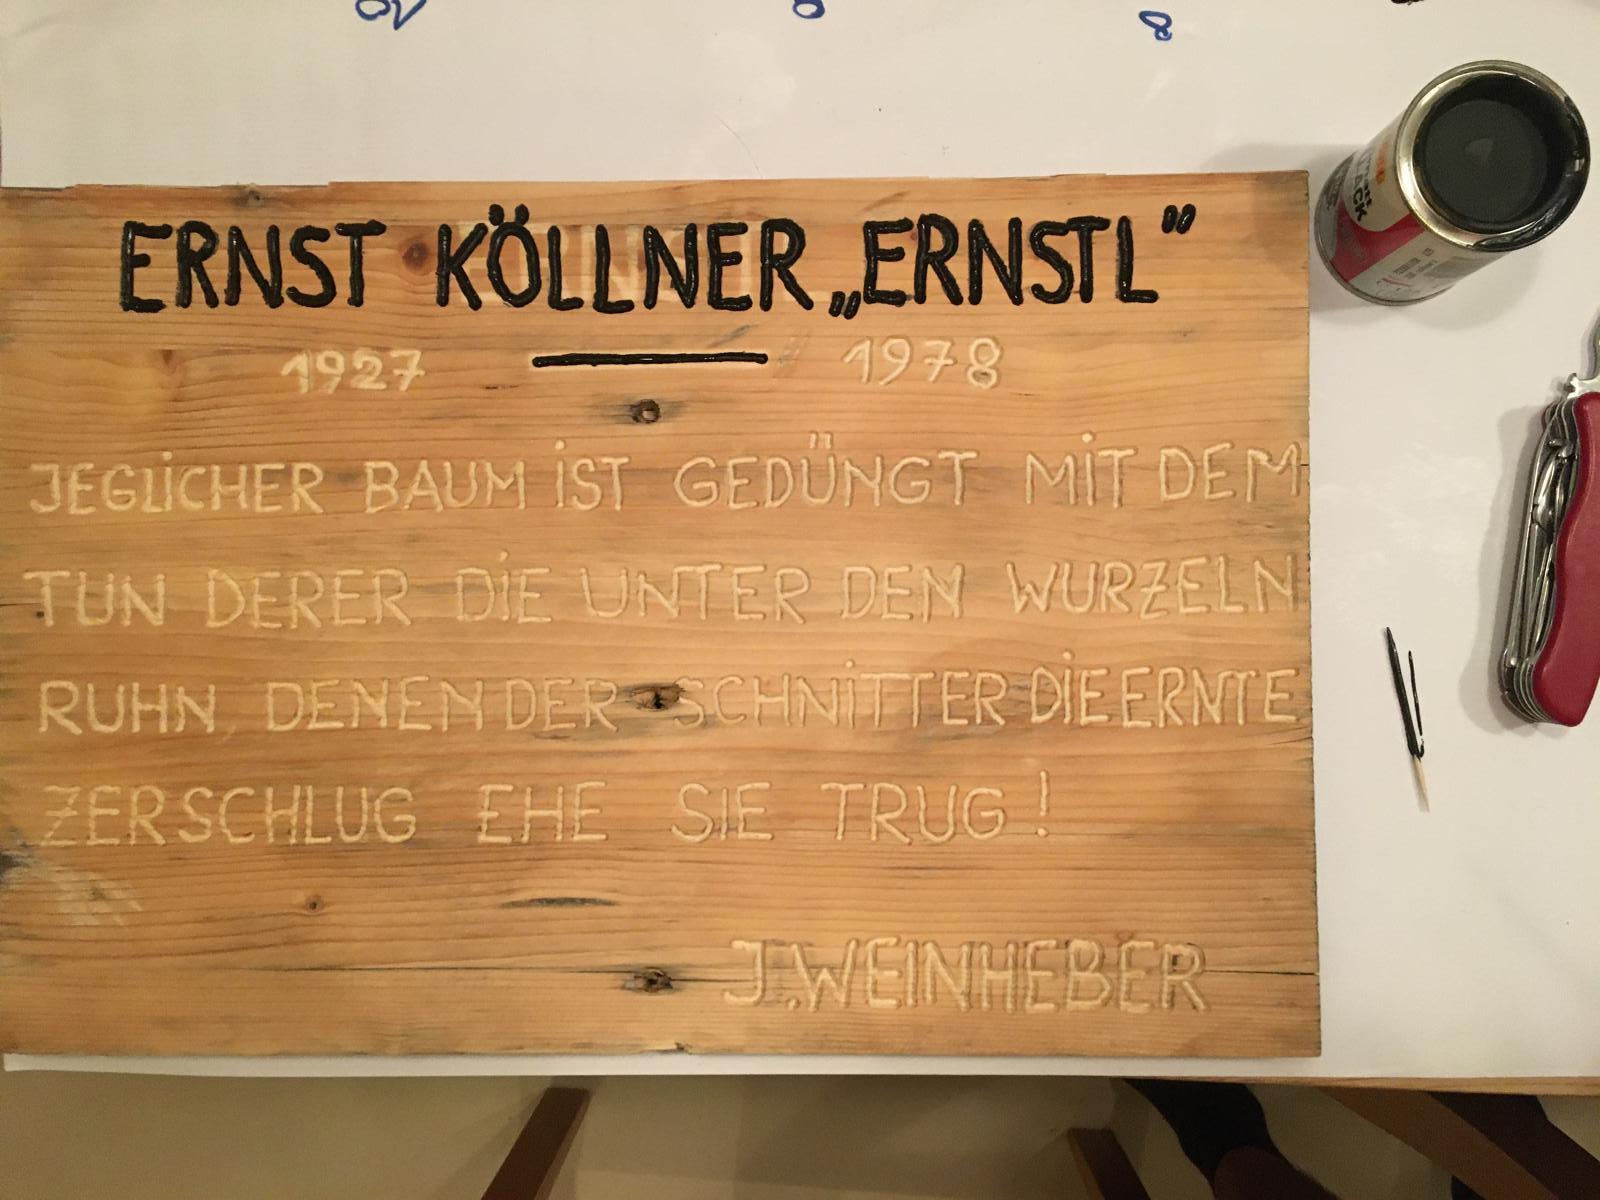 ERNST KÖLLNER „ERNSTL”
1927 — 1978
JEGLiCHER BAUM iST GEDÜNGT MiT DEM
TUN DERER DiE UNTER DEN WURZELN
RUHN, DENEN DER SCHNiTTER DiE ERNTE
ZERSCHLUG EHE SIE TRUG!
J.WEINHEBER